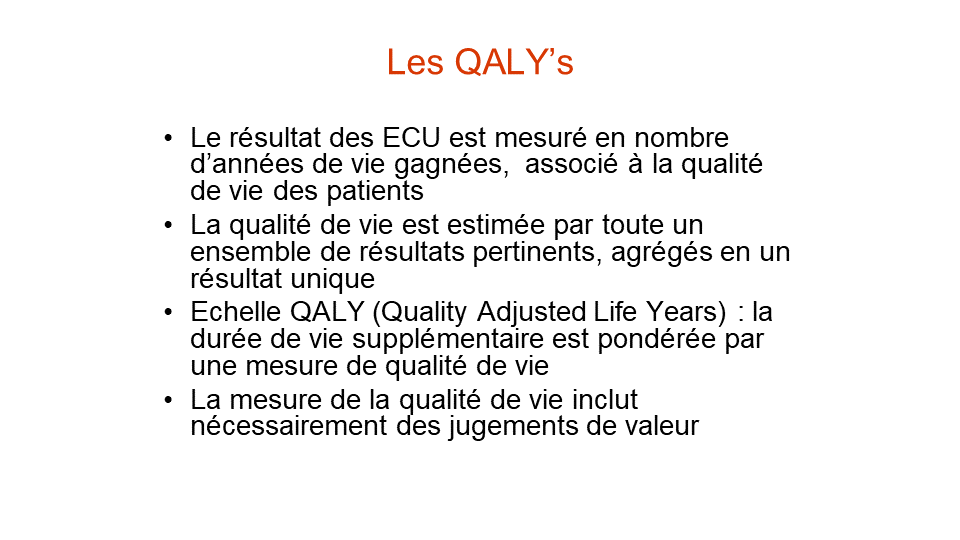 Les QALY’s
• Le résultat des ECU est mesuré en nombre
d’années de vie gagnées,  associé à la qualité
de vie des patients
• La qualité de vie est estimée par toute un
ensemble de résultats pertinents, agrégés en un
résultat unique
• Echelle QALY (Quality Adjusted Life Years) : la
durée de vie supplémentaire est pondérée par
une mesure de qualité de vie
• La mesure de la qualité de vie inclut
nécessairement des jugements de valeur